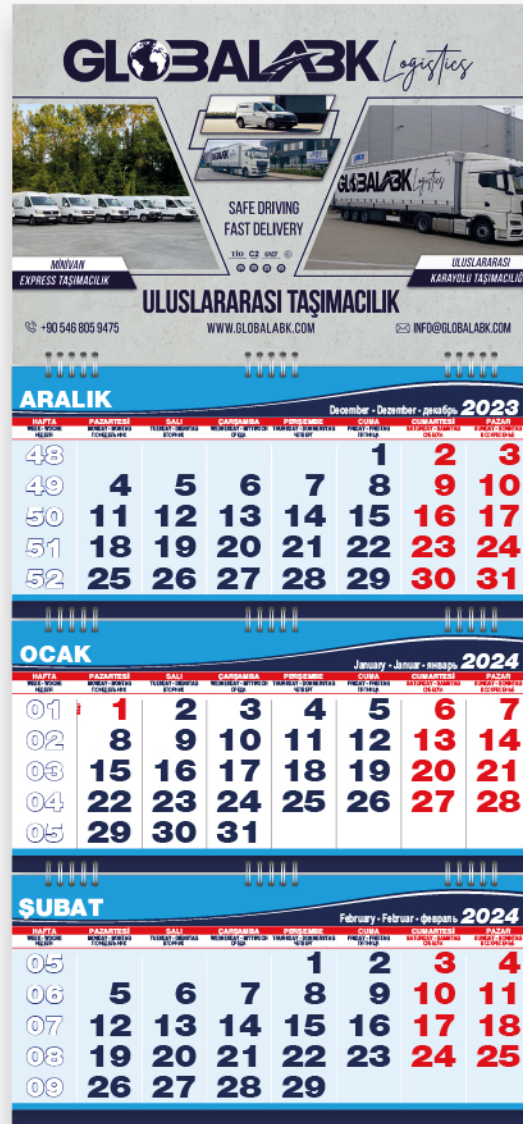 GLOBALABK Logistics
GLOBALABK Logistics
SAFE DRIVING
FAST DELIVERY
TİO C2
MİNİVAN
EXPRESS TAŞIMACILIK
ULUSLARARASI
KARAYOLU TAŞIMACILIĞI
ULUSLARARASI TAŞIMACILIK
+90 546 805 9475 WWW.GLOBALABK.COM INFO@GLOBALABK.COM
ARALIK
December - Dezember - декабрь 2023
HAFTA PAZARTESİ SALI ÇARŞAMBA PERŞEMBE CUMA CUMARTESİ PAZAR
48 1 2 3
49 4 5 6 7 8 9 10
50 11 12 13 14 15 16 17
51 18 19 20 21 22 23 24
52 25 26 27 28 29 30 31
OCAK
January - Januar - январь 2024
HAFTA PAZARTESİ SALI ÇARŞAMBA PERŞEMBE CUMA CUMARTESİ PAZAR
01 1 2 3 4 5 6 7
02 8 9 10 11 12 13 14
03 15 16 17 18 19 20 21
04 22 23 24 25 26 27 28
05 29 30 31
ŞUBAT
February - Februar - февраль 2024
HAFTA PAZARTESİ SALI ÇARŞAMBA PERŞEMBE CUMA CUMARTESİ PAZAR
05 1 2 3 4
06 5 6 7 8 9 10 11
07 12 13 14 15 16 17 18
08 19 20 21 22 23 24 25
09 26 27 28 29